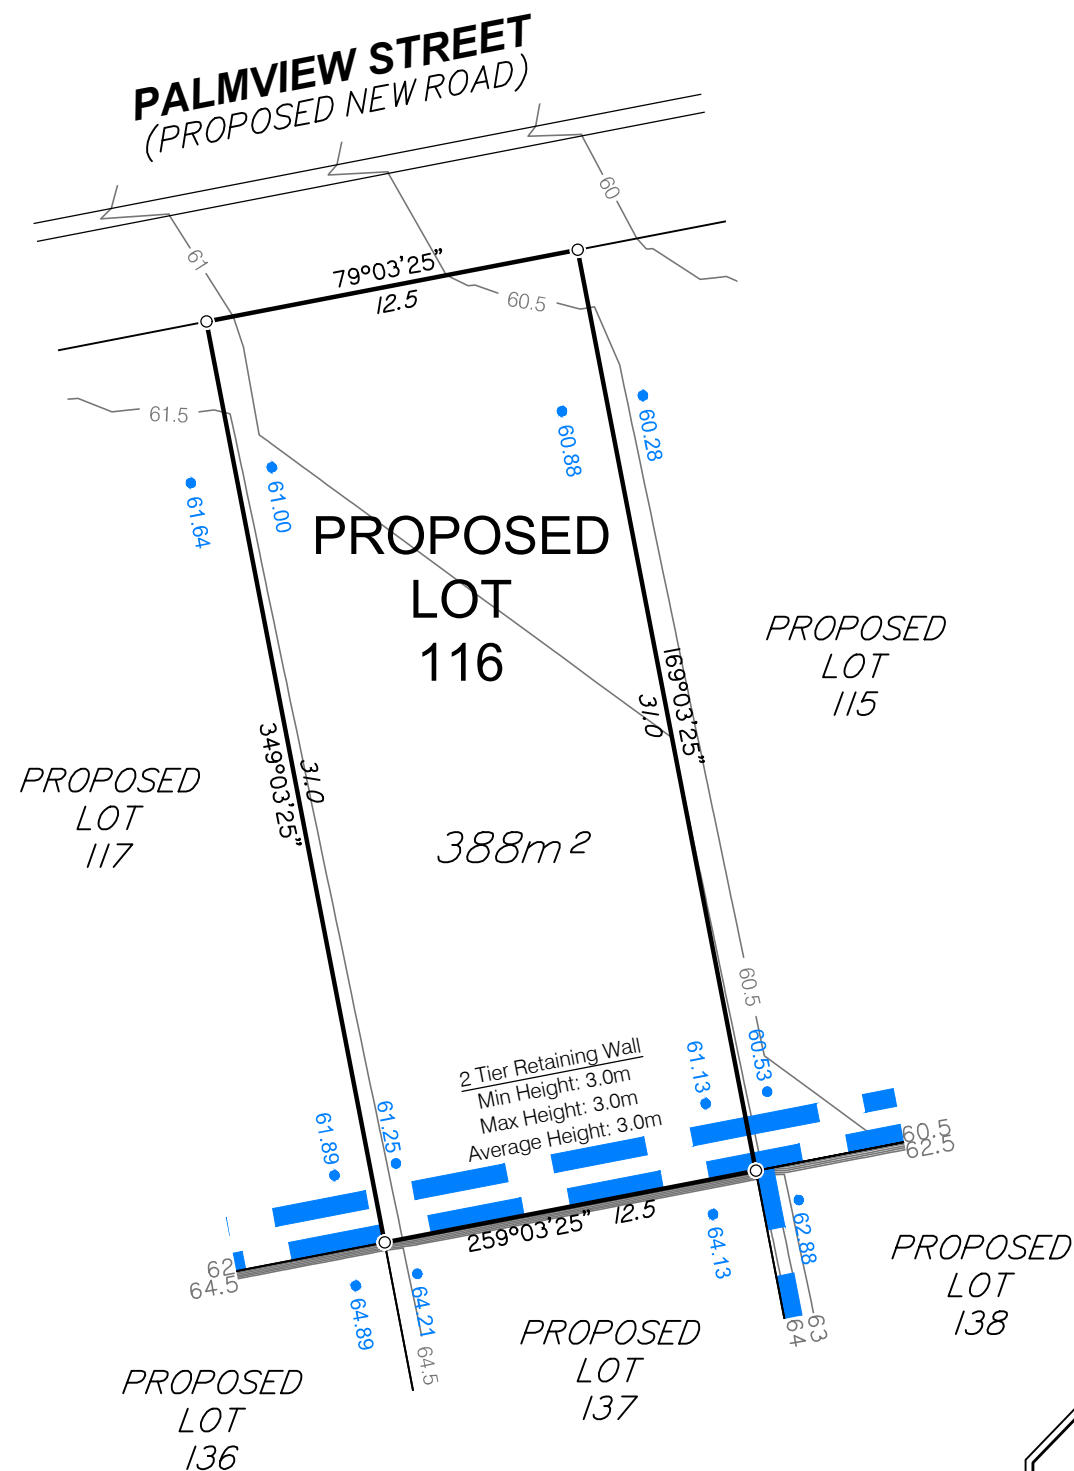 PALMVIEW STREET
(PROPOSED NEW ROAD)
60
61
79°03'25"
12.5
60.5
61.5
60.28
60.88
61.00
61.64
PROPOSED
LOT
116
PROPOSED
LOT
115
169°03'25"
31.0
349°03'25"
31.0
PROPOSED
LOT
117
388m²
60.5
2 Tier Retaining Wall
Min Height: 3.0m
Max Height: 3.0m
Average Height: 3.0m
61.13
60.53
61.89
61.25
60.5
62.5
259°03'25"
12.5
62
64.5
64.13
62.88
64.89
64.21
64.5
64
63
PROPOSED
LOT
138
PROPOSED
LOT
137
PROPOSED
LOT
136